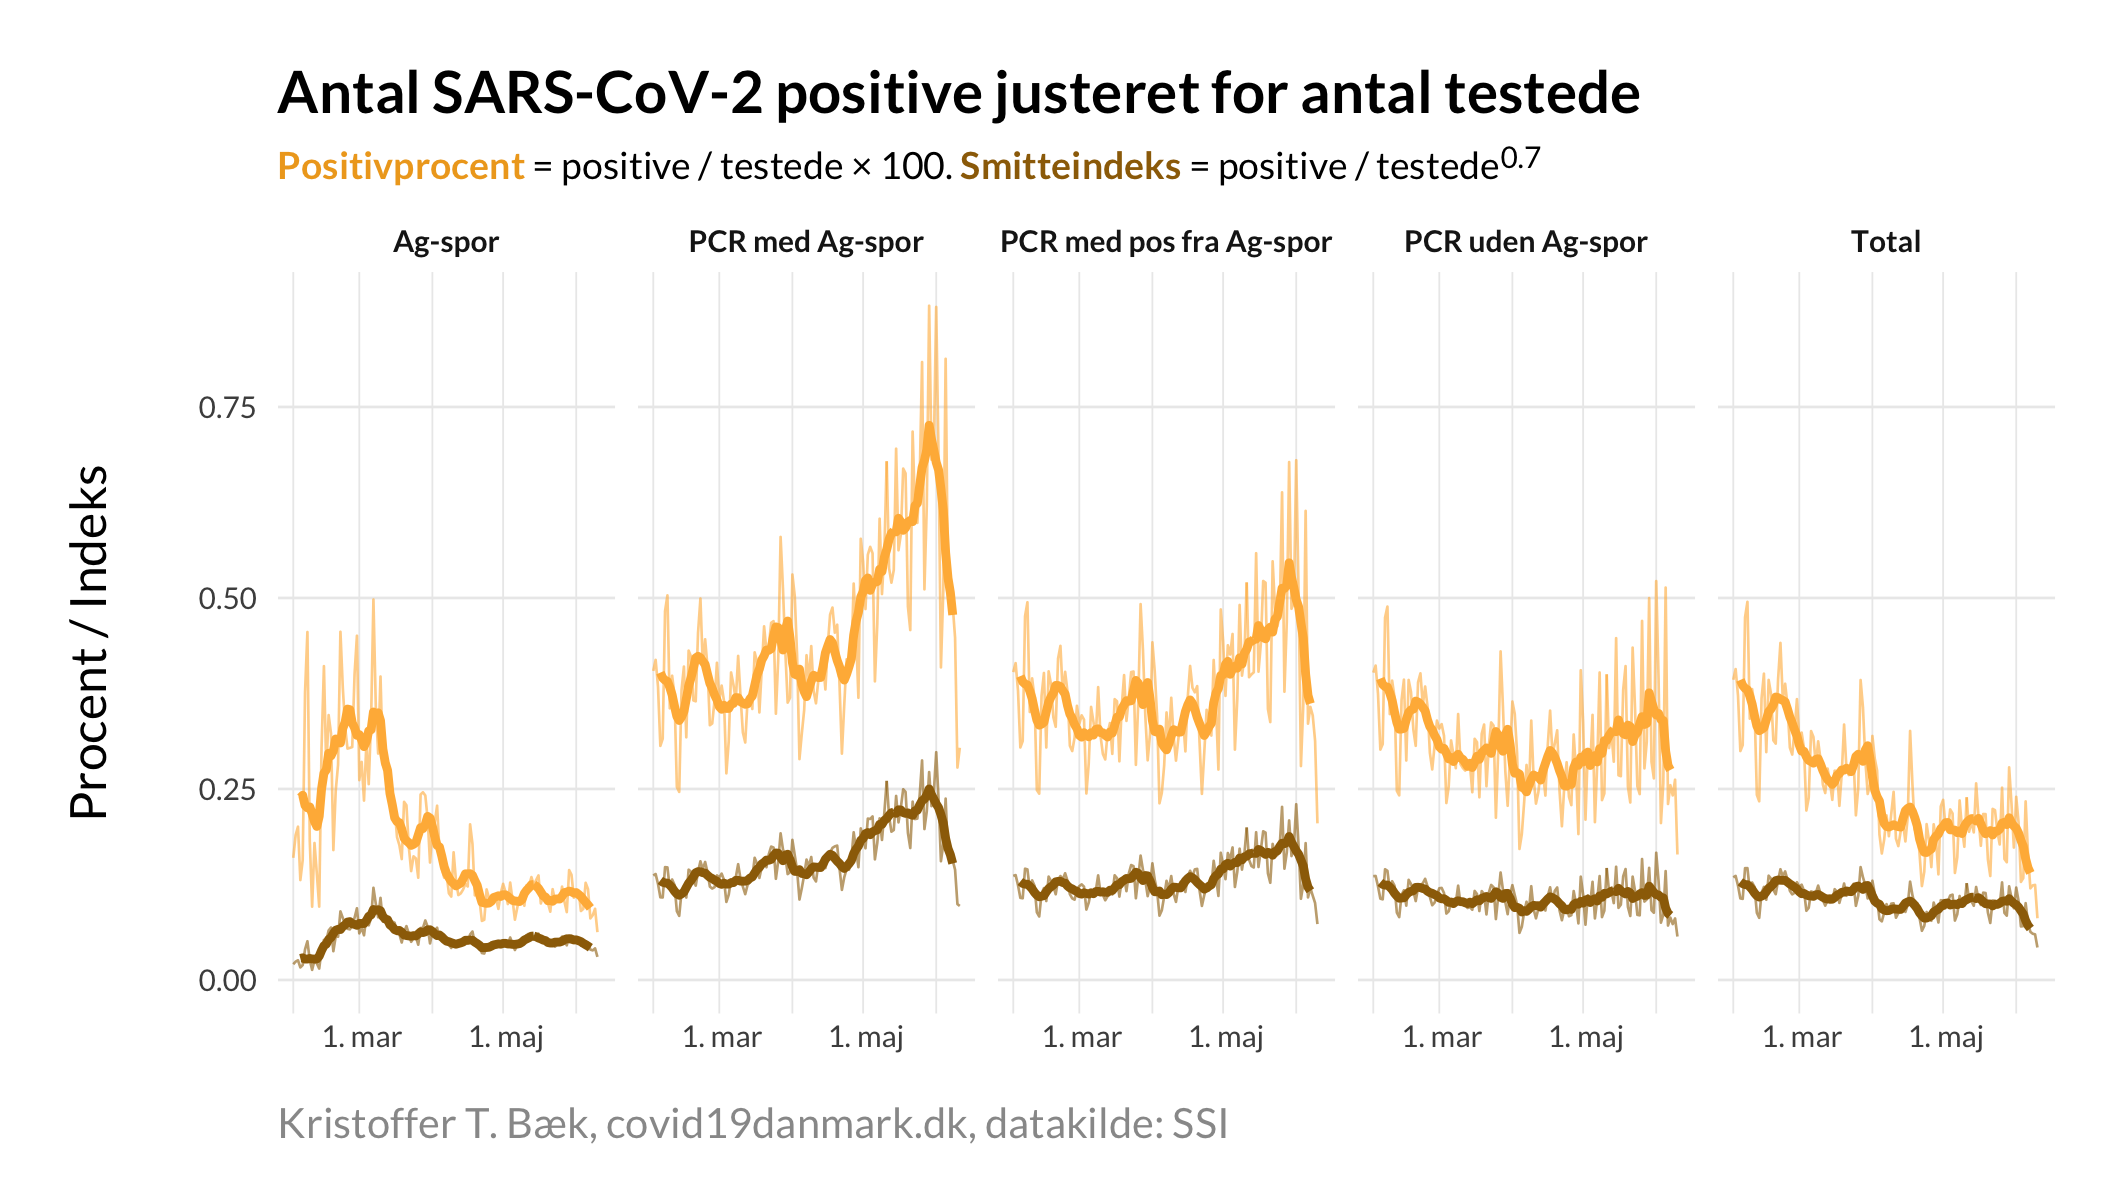 Antal SARS-CoV-2 positive justeret for antal testede
Positivprocent = positive / testede × 100. Smitteindeks = positive / testede^0.7
Ag-spor
PCR med Ag-spor
PCR med pos fra Ag-spor
PCR uden Ag-spor
Total
Procent / Indeks
0.75
0.50
0.25
0.00
1. mar
1. maj
1. mar
1. maj
1. mar
1. maj
1. mar
1. maj
1. mar
1. maj
Kristoffer T. Bæk, covid19danmark.dk, datakilde: SSI